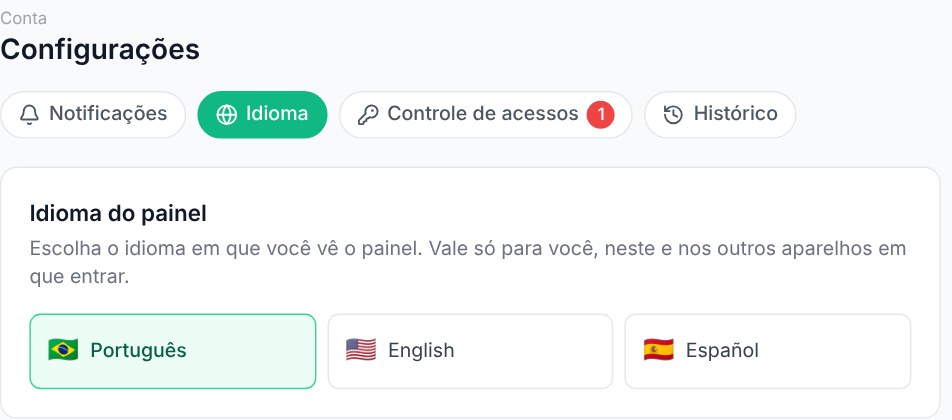 Conta
Configurações
Notificações
Idioma
Controle de acessos 1
Histórico
Idioma do painel
Escolha o idioma em que você vê o painel. Vale só para você, neste e nos outros aparelhos em
que entrar.
Português
English
Español